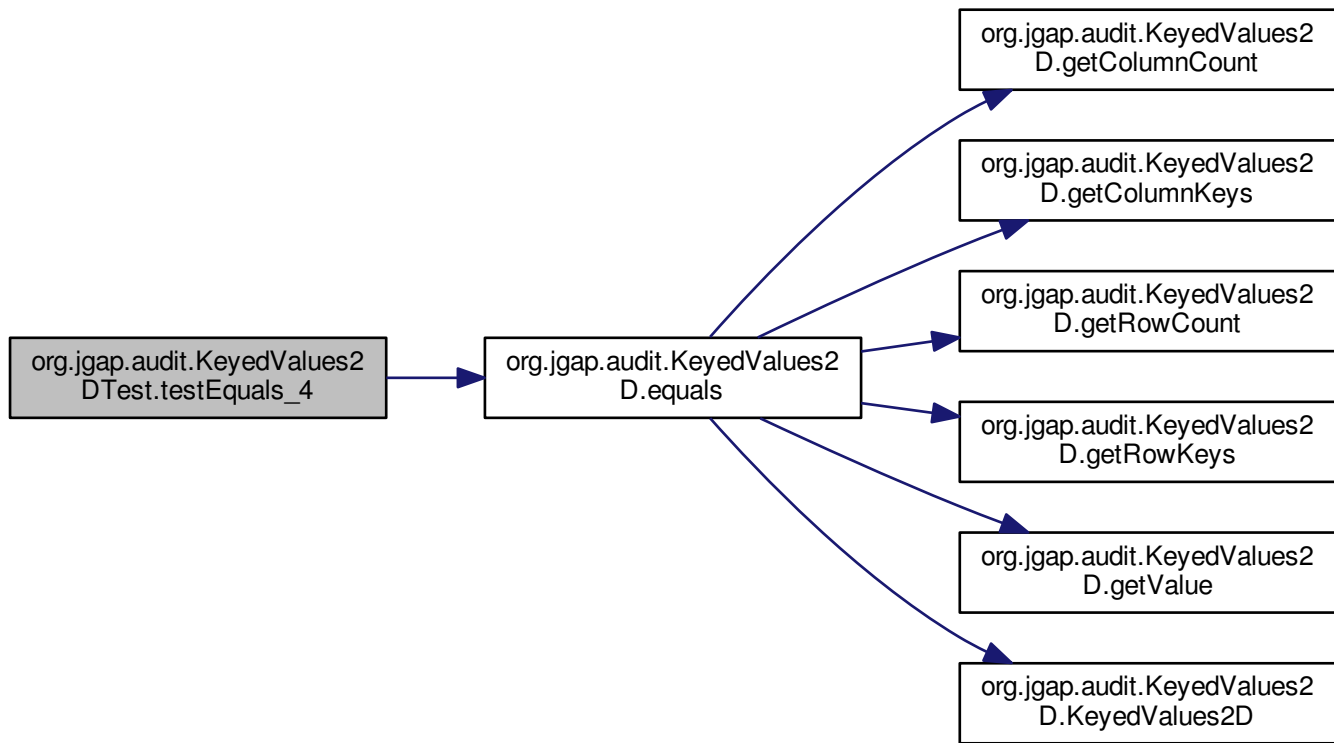 org.jgap.audit.KeyedValues2
DTest.testEquals_4
org.jgap.audit.KeyedValues2
D.equals
org.jgap.audit.KeyedValues2
D.getColumnCount
org.jgap.audit.KeyedValues2
D.getColumnKeys
org.jgap.audit.KeyedValues2
D.getRowCount
org.jgap.audit.KeyedValues2
D.getRowKeys
org.jgap.audit.KeyedValues2
D.getValue
org.jgap.audit.KeyedValues2
D.KeyedValues2D